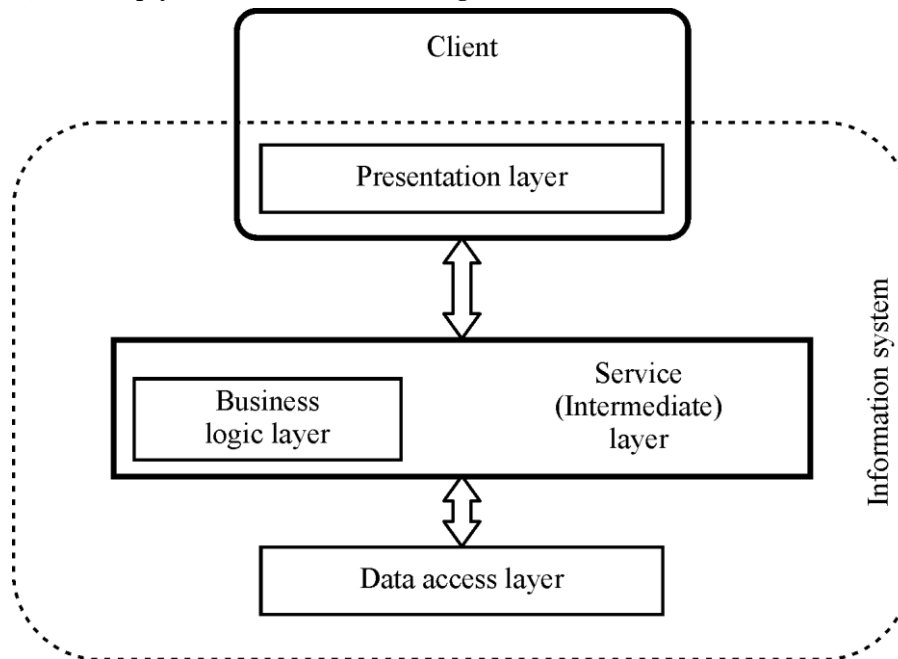 Client
Presentation layer
Business
logic layer
Service
(Intermediate)
layer
Information system
Data access layer